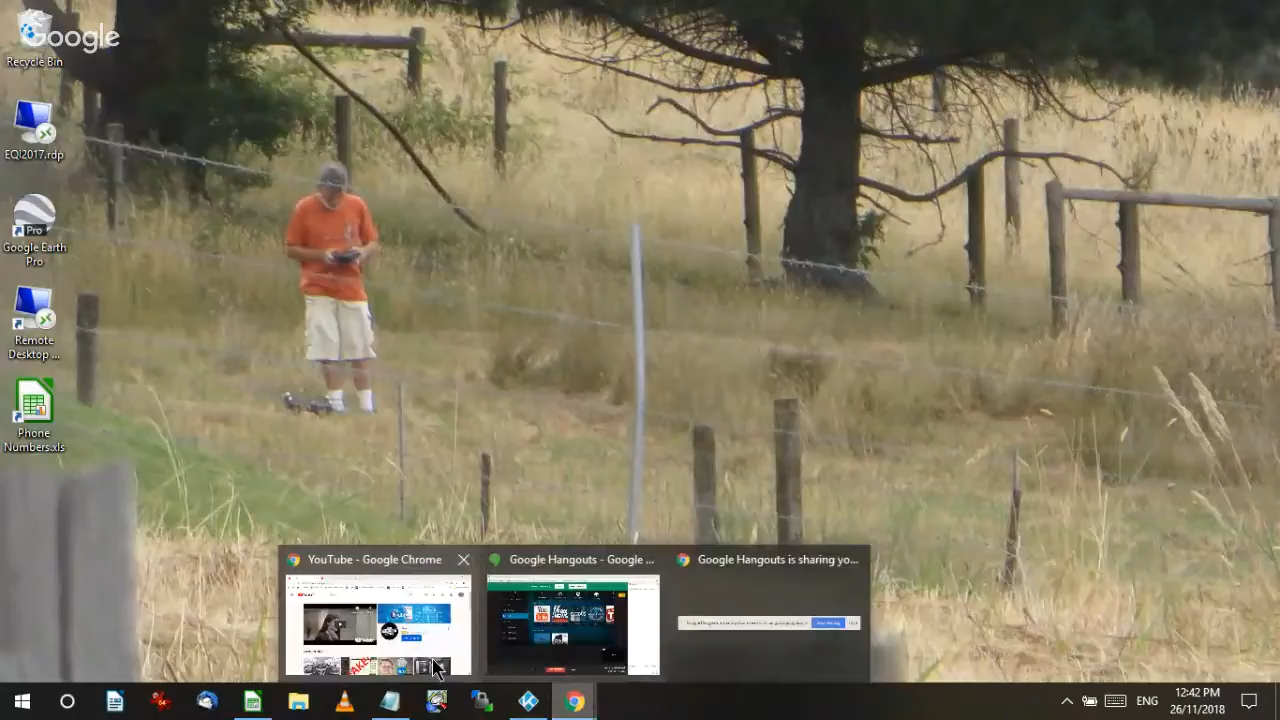 Google
Recycle Bin
EQI2017.rdp
Pro
Google Earth
Pro
Remote
Desktop ...
Phone
Numbers.xls
YouTube - Google Chrome
Google Hangouts - Google ...
Google Hangouts is sharing yo...
64
ENG
12:42 PM
26/11/2018